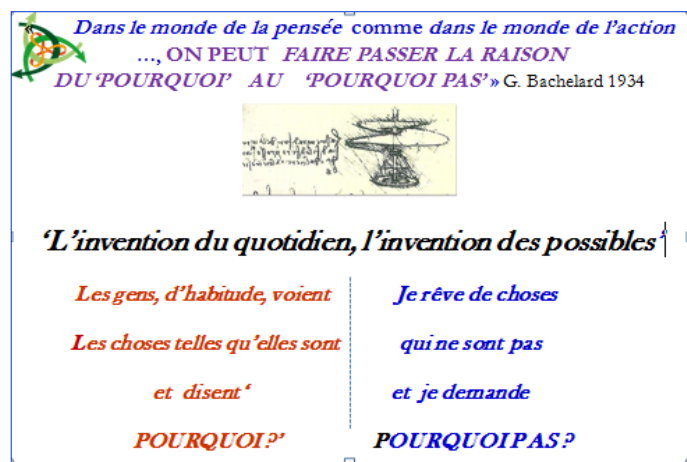 Dans le monde de la pensée comme dans le monde de l'action
…, ON PEUT FAIRE PASSER LA RAISON
DU 'POURQUOI' AU 'POURQUOI PAS' » G. Bachelard 1934
'L'invention du quotidien, l'invention des possibles'
Les gens, d'habitude, voient
Les choses telles qu'elles sont
et disent '
POURQUOI ?'
Je rêve de choses
qui ne sont pas
et je demande
POURQUOI PAS ?